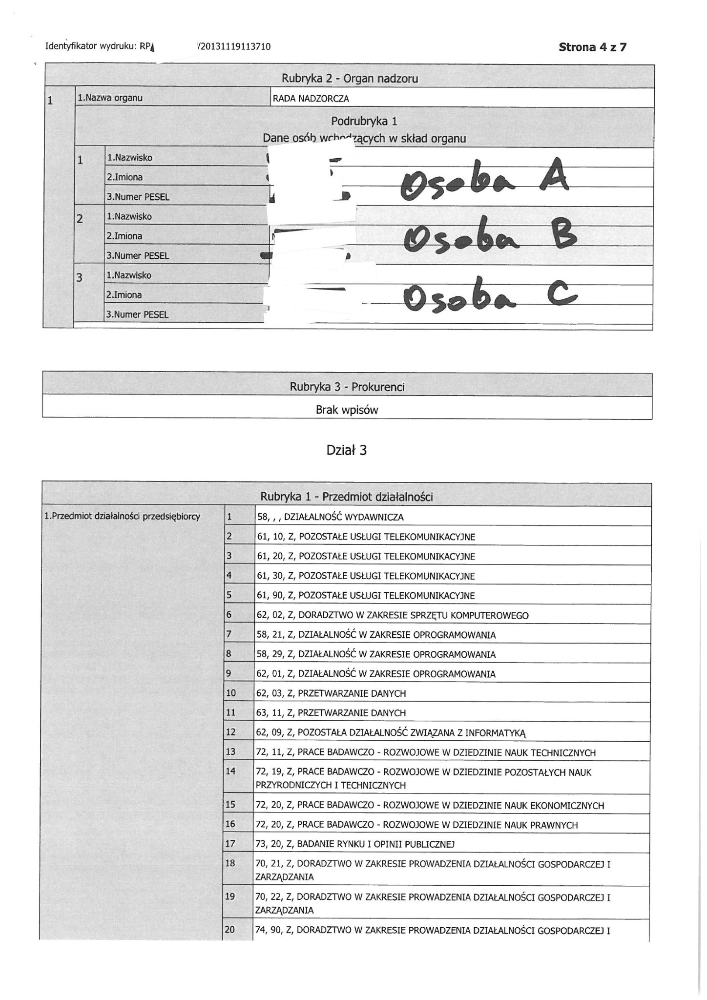 Identyfikator wydruku: RP /20131119113710
Strona 4 z 7
Rubryka 2 - Organ nadzoru
1 1.Nazwa organu RADA NADZORCZA
Podrubryka 1
Dane osób wchodzących w skład organu
1 1.Nazwisko
2.Imiona Osoba A
3.Numer PESEL
2 1.Nazwisko
2.Imiona Osoba B
3.Numer PESEL
3 1.Nazwisko
2.Imiona Osoba C
3.Numer PESEL
Rubryka 3 - Prokurenci
Brak wpisów
Dział 3
Rubryka 1 - Przedmiot działalności
1.Przedmiot działalności przedsiębiorcy 1 58, , , DZIAŁALNOŚĆ WYDAWNICZA
2 61, 10, Z, POZOSTAŁE USŁUGI TELEKOMUNIKACYJNE
3 61, 20, Z, POZOSTAŁE USŁUGI TELEKOMUNIKACYJNE
4 61, 30, Z, POZOSTAŁE USŁUGI TELEKOMUNIKACYJNE
5 61, 90, Z, POZOSTAŁE USŁUGI TELEKOMUNIKACYJNE
6 62, 02, Z, DORADZTWO W ZAKRESIE SPRZĘTU KOMPUTEROWEGO
7 58, 21, Z, DZIAŁALNOŚĆ W ZAKRESIE OPROGRAMOWANIA
8 58, 29, Z, DZIAŁALNOŚĆ W ZAKRESIE OPROGRAMOWANIA
9 62, 01, Z, DZIAŁALNOŚĆ W ZAKRESIE OPROGRAMOWANIA
10 62, 03, Z, PRZETWARZANIE DANYCH
11 63, 11, Z, PRZETWARZANIE DANYCH
12 62, 09, Z, POZOSTAŁA DZIAŁALNOŚĆ ZWIĄZANA Z INFORMATYKĄ
13 72, 11, Z, PRACE BADAWCZO - ROZWOJOWE W DZIEDZINIE NAUK TECHNICZNYCH
14 72, 19, Z, PRACE BADAWCZO - ROZWOJOWE W DZIEDZINIE POZOSTAŁYCH NAUK
PRZYRODNICZYCH I TECHNICZNYCH
15 72, 20, Z, PRACE BADAWCZO - ROZWOJOWE W DZIEDZINIE NAUK EKONOMICZNYCH
16 72, 20, Z, PRACE BADAWCZO - ROZWOJOWE W DZIEDZINIE NAUK PRAWNYCH
17 73, 20, Z, BADANIE RYNKU I OPINII PUBLICZNEJ
18 70, 21, Z, DORADZTWO W ZAKRESIE PROWADZENIA DZIAŁALNOŚCI GOSPODARCZEJ I
ZARZĄDZANIA
19 70, 22, Z, DORADZTWO W ZAKRESIE PROWADZENIA DZIAŁALNOŚCI GOSPODARCZEJ I
ZARZĄDZANIA
20 74, 90, Z, DORADZTWO W ZAKRESIE PROWADZENIA DZIAŁALNOŚCI GOSPODARCZEJ I